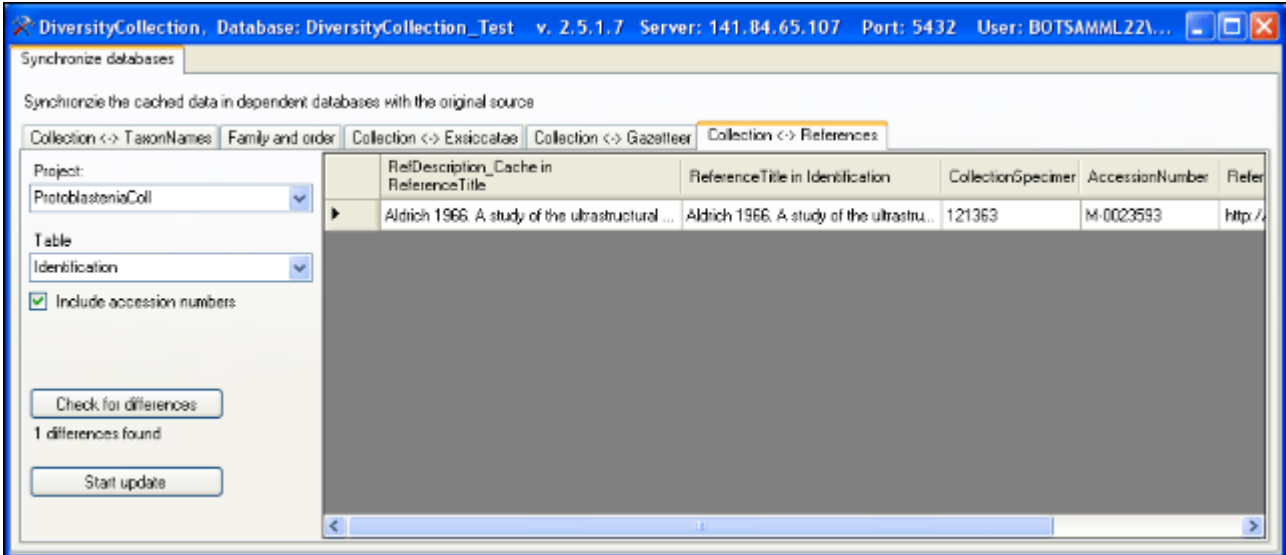 DiversityCollection, Database: DiversityCollection_Test v. 2.5.1.7 Server: 141.84.65.107 Port: 5432 User: BOTSAMML22\...
Synchronize databases
Synchronzie the cached data in dependent databases with the original source
Collection <-> TaxonNames Family and order Collection <-> Exsiccatae Collection <-> Gazetteer Collection <-> References
Project:
ProtoblasteniaColl
Table
Identification
Include accession numbers
Check for differences
1 differences found
Start update
RefDescription_Cache in
ReferenceTitle
ReferenceTitle in Identification
CollectionSpecimer
AccessionNumber
Refer
Aldrich 1966. A study of the ultrastructural ... Aldrich 1966. A study of the ultrastru... 121363 M-0023593 http:/